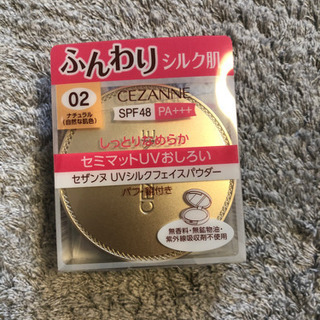 ふんわりシルク肌
02
ナチュラル
(自然な肌色)
CEZANNE
SPF48 PA+++
しっとりなめらか
セミマットUVおしろい
セザンヌ UVシルクフェイスパウダー
パフ 付き
無香料・無鉱物油・
紫外線吸収剤不使用